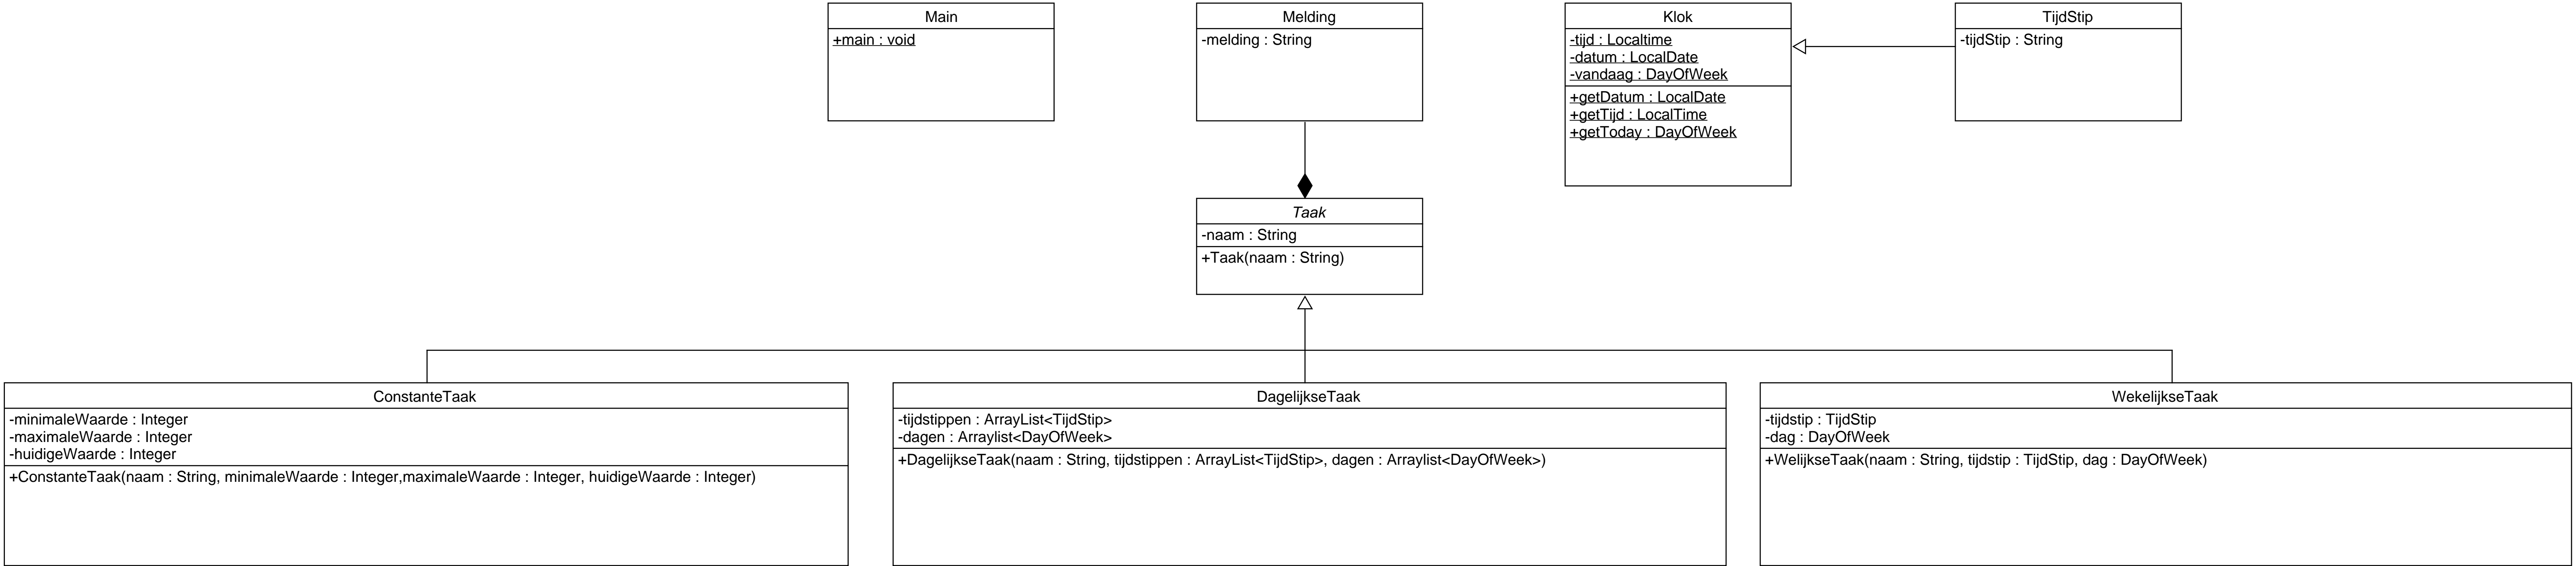 Main
+main : void
Melding
-melding : String
Klok
-tijd : Localtime
-datum : LocalDate
-vandaag : DayOfWeek
+getDatum : LocalDate
+getTijd : LocalTime
+getToday : DayOfWeek
TijdStip
-tijdStip : String
Taak
-naam : String
+Taak(naam : String)
ConstanteTaak
-minimaleWaarde : Integer
-maximaleWaarde : Integer
-huidigeWaarde : Integer
+ConstanteTaak(naam : String, minimaleWaarde : Integer,maximaleWaarde : Integer, huidigeWaarde : Integer)
DagelijkseTaak
-tijdstippen : ArrayList<TijdStip>
-dagen : Arraylist<DayOfWeek>
+DagelijkseTaak(naam : String, tijdstippen : ArrayList<TijdStip>, dagen : Arraylist<DayOfWeek>)
WekelijkseTaak
-tijdstip : TijdStip
-dag : DayOfWeek
+WelijkseTaak(naam : String, tijdstip : TijdStip, dag : DayOfWeek)